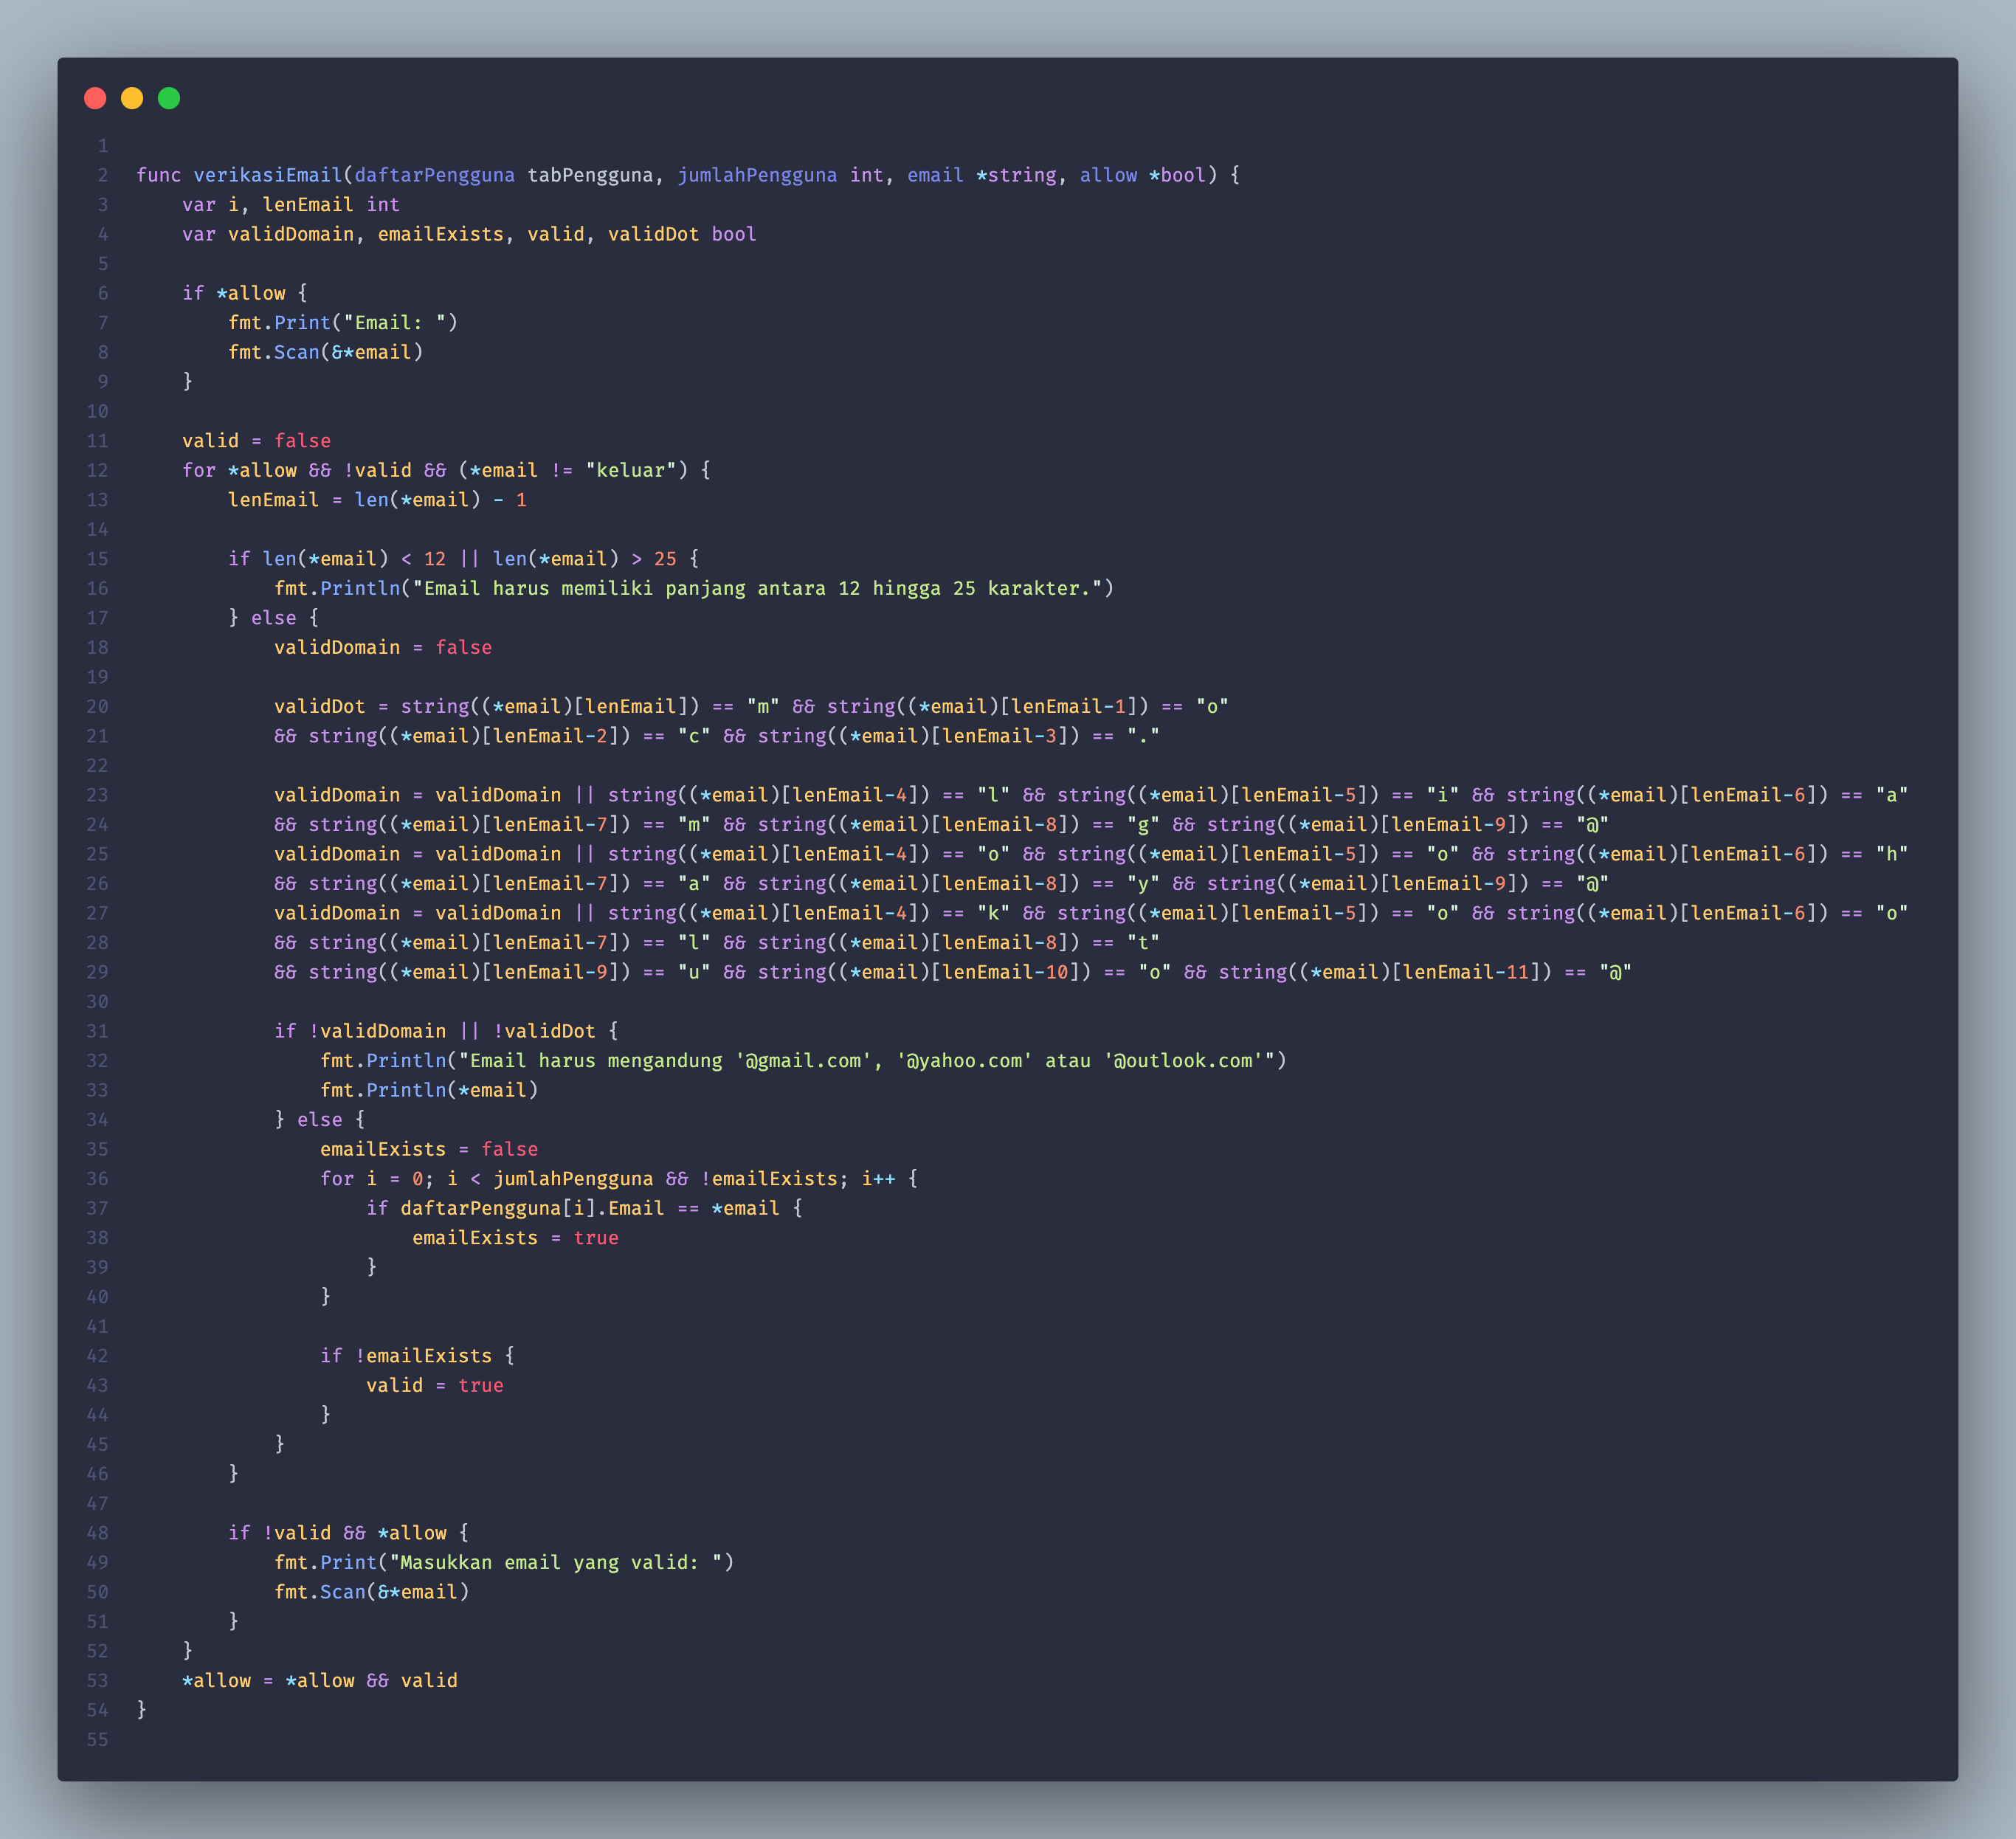 1
2 func verikasiEmail(daftarPengguna tabPengguna, jumlahPengguna int, email *string, allow *bool) {
3     var i, lenEmail int
4     var validDomain, emailExists, valid, validDot bool
5
6     if *allow {
7         fmt.Print("Email: ")
8         fmt.Scan(&*email)
9     }
10
11     valid = false
12     for *allow && !valid && (*email != "keluar") {
13         lenEmail = len(*email) - 1
14
15         if len(*email) < 12 || len(*email) > 25 {
16             fmt.Println("Email harus memiliki panjang antara 12 hingga 25 karakter.")
17         } else {
18             validDomain = false
19
20             validDot = string((*email)[lenEmail]) == "m" && string((*email)[lenEmail-1]) == "o"
21             && string((*email)[lenEmail-2]) == "c" && string((*email)[lenEmail-3]) == "."
22
23             validDomain = validDomain || string((*email)[lenEmail-4]) == "l" && string((*email)[lenEmail-5]) == "i" && string((*email)[lenEmail-6]) == "a"
24             && string((*email)[lenEmail-7]) == "m" && string((*email)[lenEmail-8]) == "g" && string((*email)[lenEmail-9]) == "@"
25             validDomain = validDomain || string((*email)[lenEmail-4]) == "o" && string((*email)[lenEmail-5]) == "o" && string((*email)[lenEmail-6]) == "h"
26             && string((*email)[lenEmail-7]) == "a" && string((*email)[lenEmail-8]) == "y" && string((*email)[lenEmail-9]) == "@"
27             validDomain = validDomain || string((*email)[lenEmail-4]) == "k" && string((*email)[lenEmail-5]) == "o" && string((*email)[lenEmail-6]) == "o"
28             && string((*email)[lenEmail-7]) == "l" && string((*email)[lenEmail-8]) == "t"
29             && string((*email)[lenEmail-9]) == "u" && string((*email)[lenEmail-10]) == "o" && string((*email)[lenEmail-11]) == "@"
30
31             if !validDomain || !validDot {
32                 fmt.Println("Email harus mengandung '@gmail.com', '@yahoo.com' atau '@outlook.com'")
33                 fmt.Println(*email)
34             } else {
35                 emailExists = false
36                 for i = 0; i < jumlahPengguna && !emailExists; i++ {
37                     if daftarPengguna[i].Email == *email {
38                         emailExists = true
39                     }
40                 }
41
42                 if !emailExists {
43                     valid = true
44                 }
45             }
46         }
47
48         if !valid && *allow {
49             fmt.Print("Masukkan email yang valid: ")
50             fmt.Scan(&*email)
51         }
52     }
53     *allow = *allow && valid
54 }
55